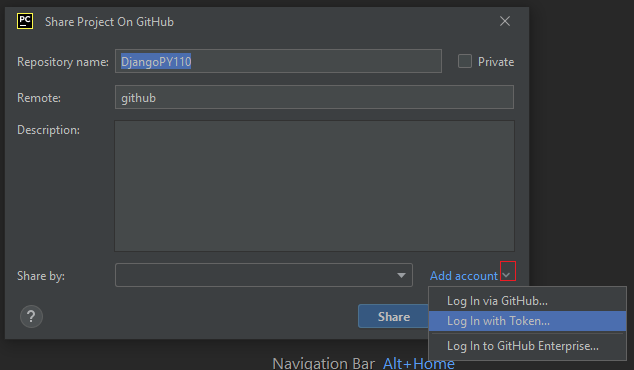 PC
Share Project On GitHub
Repository name: DjangoPY110 Private
Remote: github
Description:
Share by: Add account
Log In via GitHub...
? Share Log In with Token...
Log In to GitHub Enterprise...
Navigation Bar Alt+Home